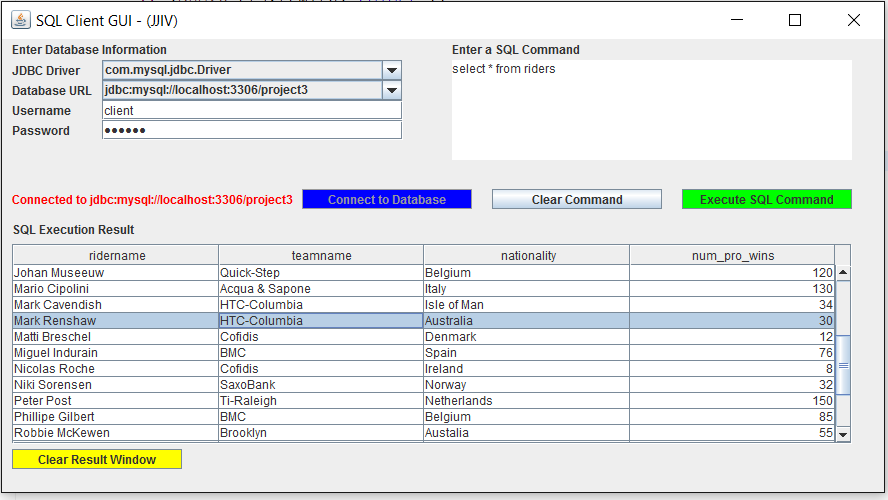 SQL Client GUI - (JJIV)
Enter Database Information
Enter a SQL Command
JDBC Driver com.mysql.jdbc.Driver
select * from riders
Database URL jdbc:mysql://localhost:3306/project3
Username client
Password ●●●●●●
Connected to jdbc:mysql://localhost:3306/project3 Connect to Database Clear Command Execute SQL Command
SQL Execution Result
ridername teamname nationality num_pro_wins
Johan Museeuw Quick-Step Belgium 120
Mario Cipolini Acqua & Sapone Italy 130
Mark Cavendish HTC-Columbia Isle of Man 34
Mark Renshaw HTC-Columbia Australia 30
Matti Breschel Cofidis Denmark 12
Miguel Indurain BMC Spain 76
Nicolas Roche Cofidis Ireland 8
Niki Sorensen SaxoBank Norway 32
Peter Post Ti-Raleigh Netherlands 150
Phillipe Gilbert BMC Belgium 85
Robbie McKewen Brooklyn Austalia 55
Clear Result Window